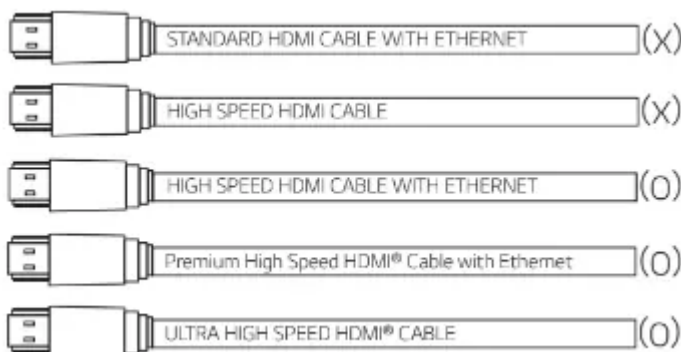 STANDARD HDMI CABLE WITH ETHERNET (X)
HIGH SPEED HDMI CABLE (X)
HIGH SPEED HDMI CABLE WITH ETHERNET (O)
Premium High Speed HDMI® Cable with Ethernet (O)
ULTRA HIGH SPEED HDMI® CABLE (O)